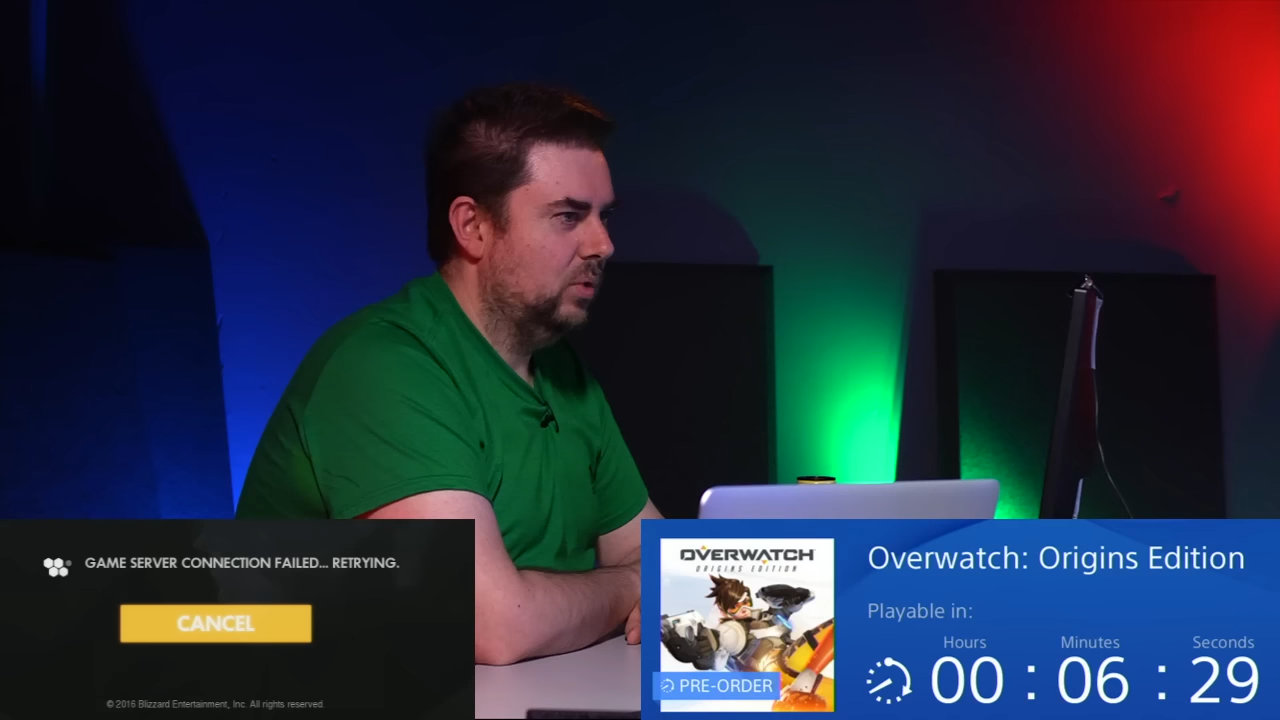 GAME SERVER CONNECTION FAILED... RETRYING.
CANCEL
© 2016 Blizzard Entertainment, Inc. All rights reserved.
OVERWATCH
ORIGINS EDITION
PRE-ORDER
Overwatch: Origins Edition
Playable in:
Hours Minutes Seconds
00 : 06 : 29